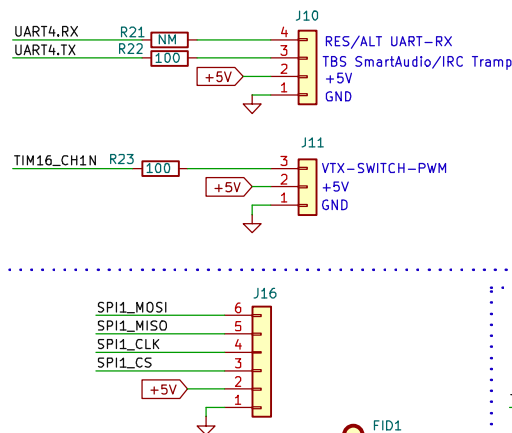 J10
UART4.RX R21 NM 4 RES/ALT UART-RX
UART4.TX R22 100 3 TBS SmartAudio/IRC Tramp
+5V 2 +5V
1 GND
J11
TIM16_CH1N R23 100 3 VTX-SWITCH-PWM
+5V 2 +5V
1 GND
J16
SPI1_MOSI 6
SPI1_MISO 5
SPI1_CLK 4
SPI1_CS 3
+5V 2
1
FID1